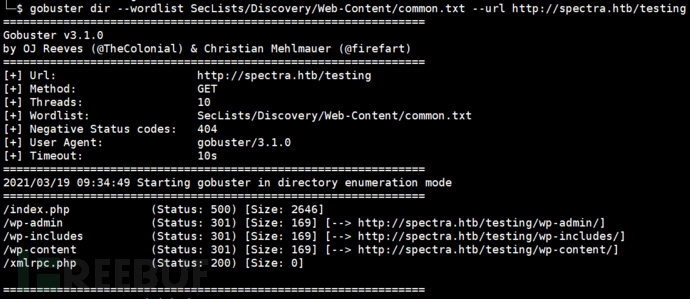 └─$ gobuster dir --wordlist SecLists/Discovery/Web-Content/common.txt --url http://spectra.htb/testing
===============================================================
Gobuster v3.1.0
by OJ Reeves (@TheColonial) & Christian Mehlmauer (@firefart)
===============================================================
[+] Url:                     http://spectra.htb/testing
[+] Method:                  GET
[+] Threads:                 10
[+] Wordlist:                SecLists/Discovery/Web-Content/common.txt
[+] Negative Status codes:   404
[+] User Agent:              gobuster/3.1.0
[+] Timeout:                 10s
===============================================================
2021/03/19 09:34:49 Starting gobuster in directory enumeration mode
===============================================================
/index.php            (Status: 500) [Size: 2646]
/wp-admin             (Status: 301) [Size: 169] [--> http://spectra.htb/testing/wp-admin/]
/wp-includes          (Status: 301) [Size: 169] [--> http://spectra.htb/testing/wp-includes/]
/wp-content           (Status: 301) [Size: 169] [--> http://spectra.htb/testing/wp-content/]
/xmlrpc.php           (Status: 200) [Size: 0]
REEBUF
===============================================================